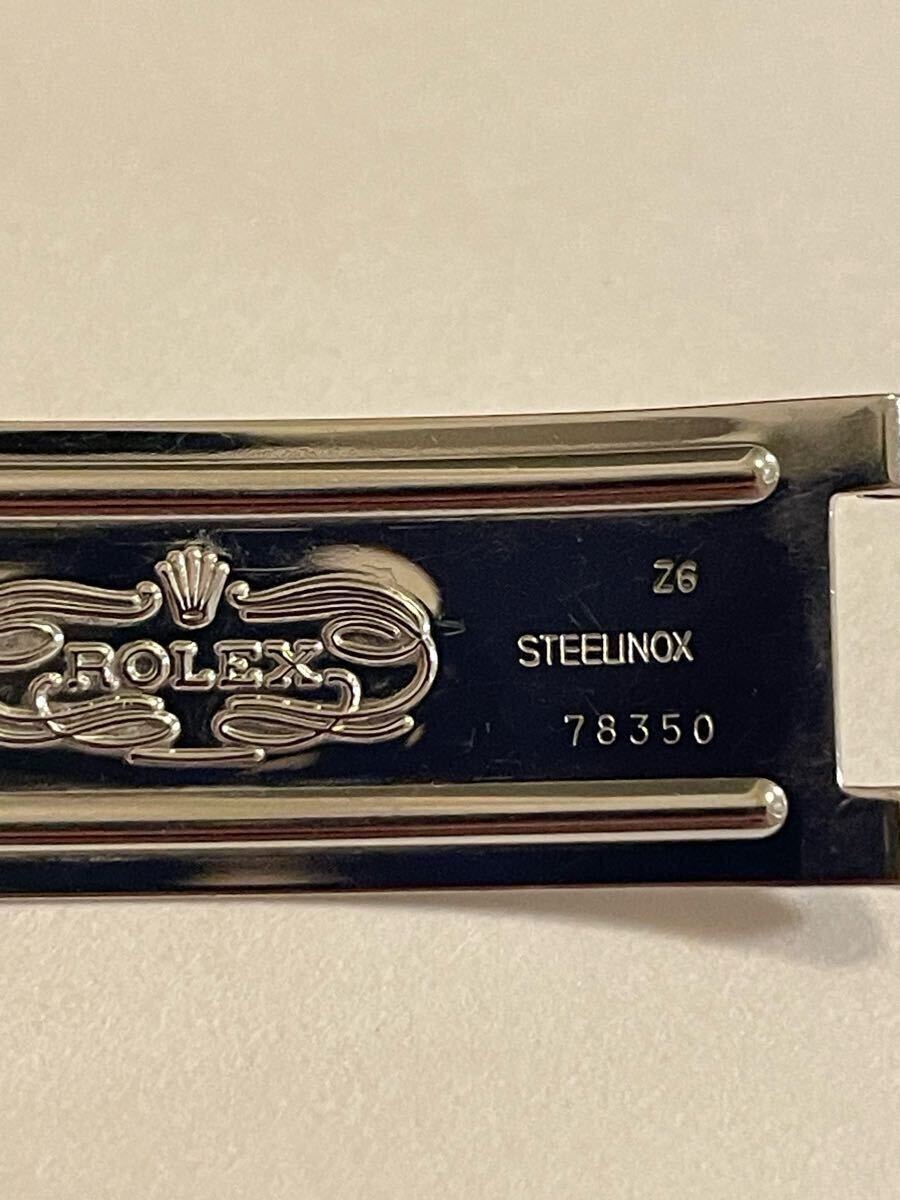 ROLEX
Z6
STEELINOX
78350